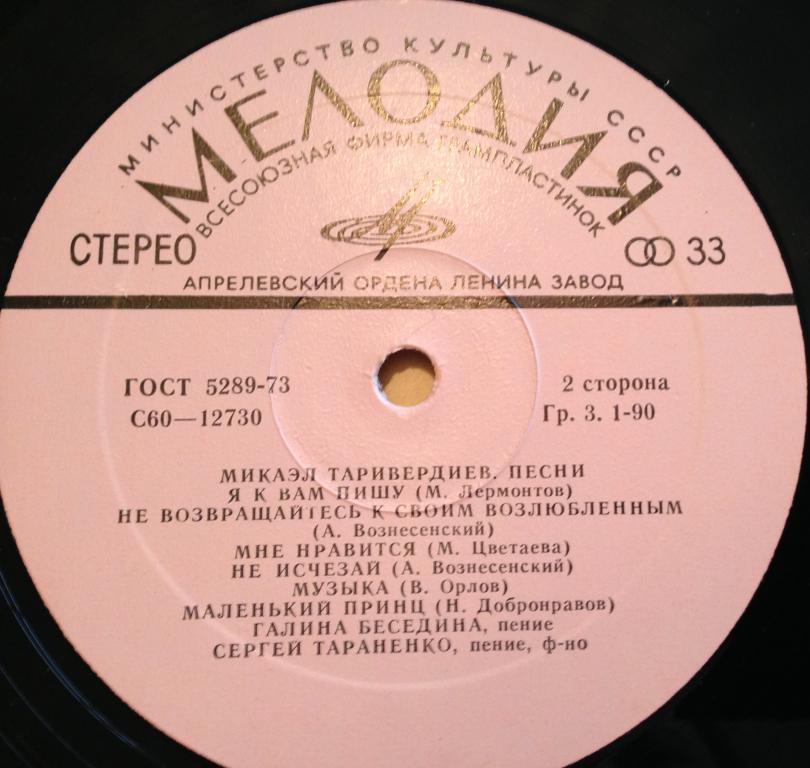 МИНИСТЕРСТВО КУЛЬТУРЫ СССР
МЕЛОДИЯ
ВСЕСОЮЗНАЯ ФИРМА ГРАМПЛАСТИНОК
СТЕРЕО
33
АПРЕЛЕВСКИЙ ОРДЕНА ЛЕНИНА ЗАВОД
ГОСТ 5289-73
2 сторона
С60—12730
Гр. 3. 1-90
МИКАЭЛ ТАРИВЕРДИЕВ. ПЕСНИ
Я К ВАМ ПИШУ (М. Лермонтов)
НЕ ВОЗВРАЩАЙТЕСЬ К СВОИМ ВОЗЛЮБЛЕННЫМ
(А. Вознесенский)
МНЕ НРАВИТСЯ (М. Цветаева)
НЕ ИСЧЕЗАЙ (А. Вознесенский)
МУЗЫКА (В. Орлов)
МАЛЕНЬКИЙ ПРИНЦ (Н. Добронравов)
ГАЛИНА БЕСЕДИНА, пение
СЕРГЕЙ ТАРАНЕНКО, пение, ф-но